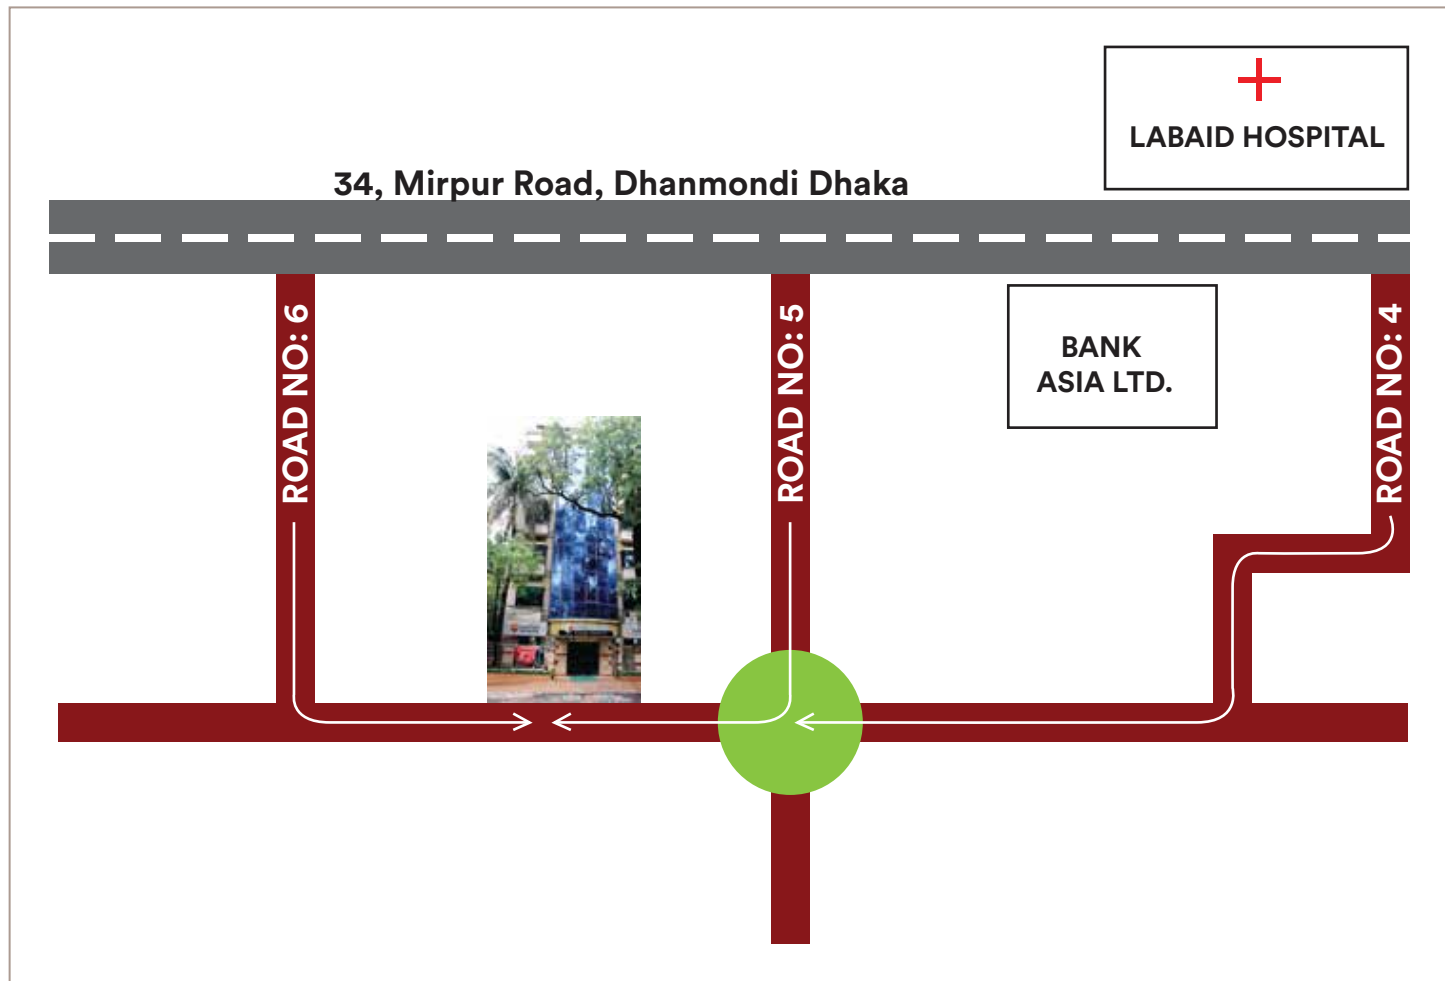 LABAID HOSPITAL
34, Mirpur Road, Dhanmondi Dhaka
ROAD NO: 6
ROAD NO: 5
BANK
ASIA LTD.
ROAD NO: 4